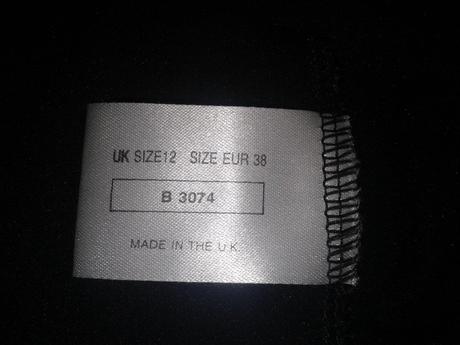 UK SIZE12 SIZE EUR 38
B 3074
MADE IN THE U.K